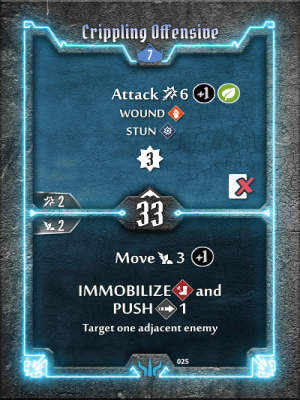 Crippling Offensive
7
Attack 6 +1
WOUND
STUN
3
2
33
2
Move 3 +1
IMMOBILIZE and
PUSH 1
Target one adjacent enemy
025